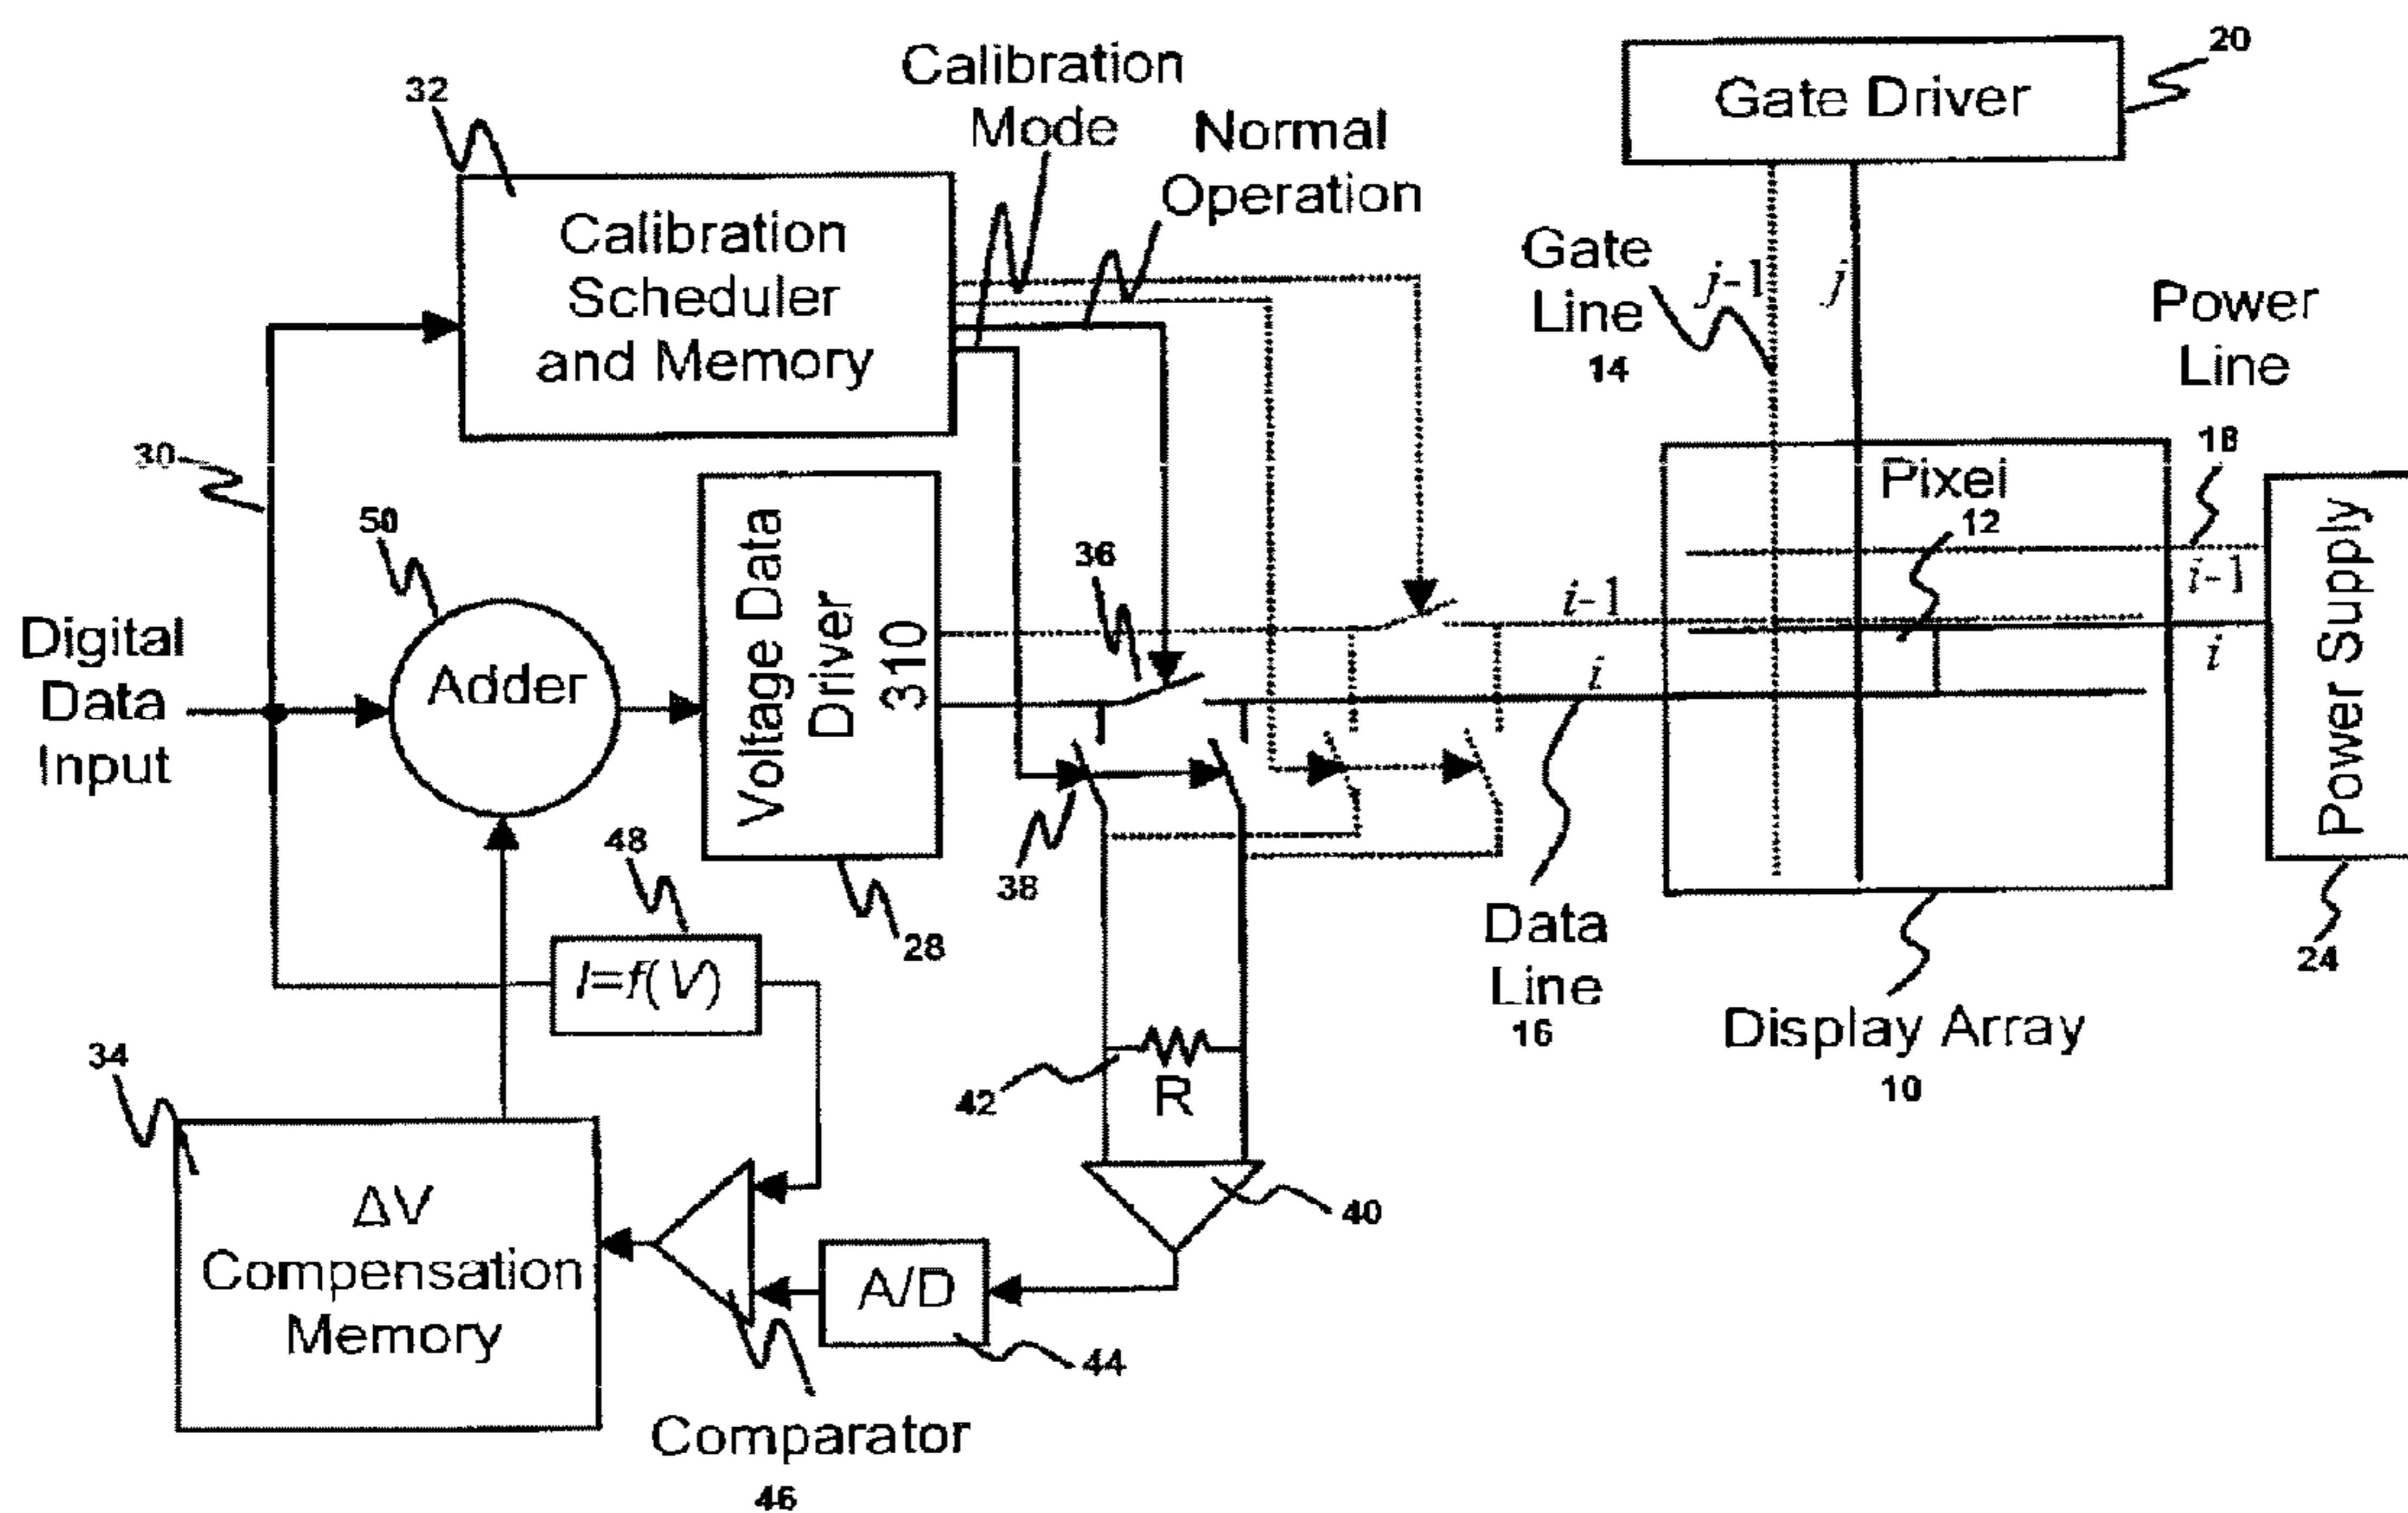 20
Gate Driver
Calibration
Mode
32
Normal
Operation
Calibration
Scheduler
and Memory
Gate
Line
14
j-1
j
Power
Line
30
18
Pixel
12
50
36
i-1
i-1
i
i
Digital
Data
Input
Adder
Voltage Data
Driver
310
Power Supply
48
38
28
Data
Line
16
24
I=f(V)
Display Array
10
34
42
R
40
ΔV
Compensation
Memory
A/D
44
Comparator
46